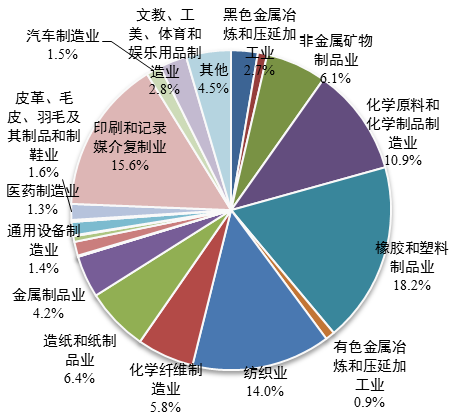 黑色金属冶
炼和压延加
工业
2.7%
非金属矿物
制品业
6.1%
化学原料和
化学制品制
造业
10.9%
橡胶和塑料
制品业
18.2%
有色金属冶
炼和压延加
工业
0.9%
纺织业
14.0%
化学纤维制
造业
5.8%
造纸和纸制
品业
6.4%
金属制品业
4.2%
通用设备制
造业
1.4%
医药制造业
1.3%
皮革、毛
皮、羽毛及
其制品和制
鞋业
1.6%
印刷和记录
媒介复制业
15.6%
汽车制造业
1.5%
文教、工
美、体育和
娱乐用品制
造业
2.8%
其他
4.5%